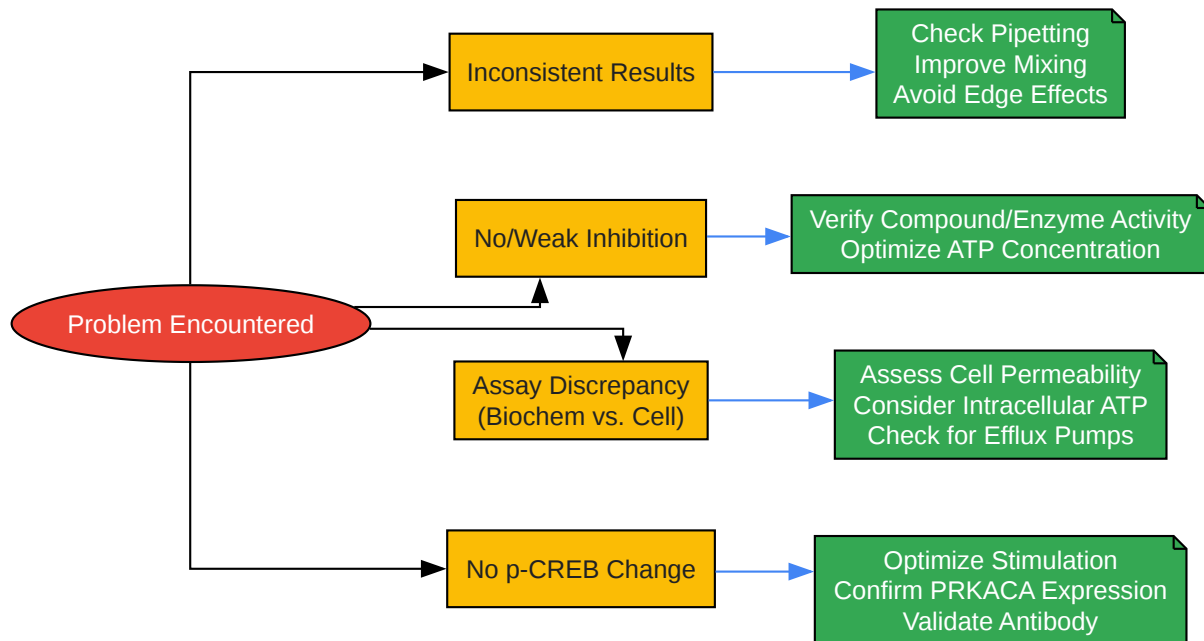 Inconsistent Results
Check Pipetting
Improve Mixing
Avoid Edge Effects
No/Weak Inhibition
Verify Compound/Enzyme Activity
Optimize ATP Concentration
Problem Encountered
Assay Discrepancy
(Biochem vs. Cell)
Assess Cell Permeability
Consider Intracellular ATP
Check for Efflux Pumps
No p-CREB Change
Optimize Stimulation
Confirm PRKACA Expression
Validate Antibody